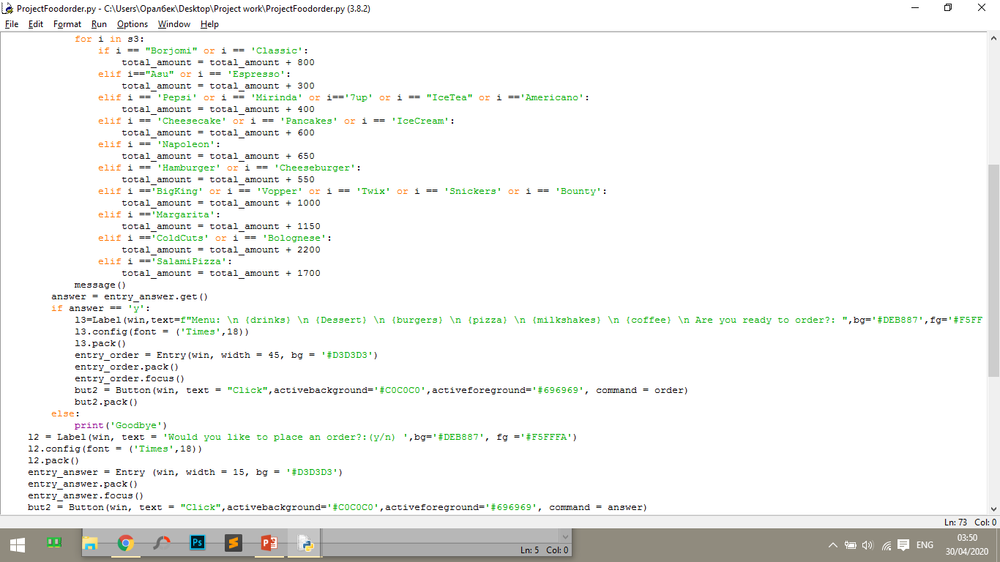 ProjectFoodorder.py - C:\Users\Оралбек\Desktop\Project work\ProjectFoodorder.py (3.8.2)
File Edit Format Run Options Window Help
for i in s3:
if i == "Borjomi" or i == 'Classic':
total_amount = total_amount + 800
elif i=="Asu" or i == 'Espresso':
total_amount = total_amount + 300
elif i == 'Pepsi' or i == 'Mirinda' or i=='7up' or i == "IceTea" or i =='Americano':
total_amount = total_amount + 400
elif i == 'Cheesecake' or i == 'Pancakes' or i == 'IceCream':
total_amount = total_amount + 600
elif i == 'Napoleon':
total_amount = total_amount + 650
elif i == 'Hamburger' or i == 'Cheeseburger':
total_amount = total_amount + 550
elif i =='BigKing' or i == 'Vopper' or i == 'Twix' or i == 'Snickers' or i == 'Bounty':
total_amount = total_amount + 1000
elif i =='Margarita':
total_amount = total_amount + 1150
elif i =='ColdCuts' or i == 'Bolognese':
total_amount = total_amount + 2200
elif i =='SalamiPizza':
total_amount = total_amount + 1700
message()
answer = entry_answer.get()
if answer == 'y':
l3=Label(win,text=f"Menu: \n {drinks} \n {Dessert} \n {burgers} \n {pizza} \n {milkshakes} \n {coffee} \n Are you ready to order?: ",bg='#DEB887',fg='#F5FF
l3.config(font = ('Times',18))
l3.pack()
entry_order = Entry(win, width = 45, bg = '#D3D3D3')
entry_order.pack()
entry_order.focus()
but2 = Button(win, text = "Click",activebackground='#C0C0C0',activeforeground='#696969', command = order)
but2.pack()
else:
print('Goodbye')
l2 = Label(win, text = 'Would you like to place an order?:(y/n) ',bg='#DEB887', fg ='#F5FFFA')
l2.config(font = ('Times',18))
l2.pack()
entry_answer = Entry (win, width = 15, bg = '#D3D3D3')
entry_answer.pack()
entry_answer.focus()
but2 = Button(win, text = "Click",activebackground='#C0C0C0',activeforeground='#696969', command = answer)
Ln: 73 Col: 0
Ps
Ln: 5 Col: 0
ENG
03:50
30/04/2020